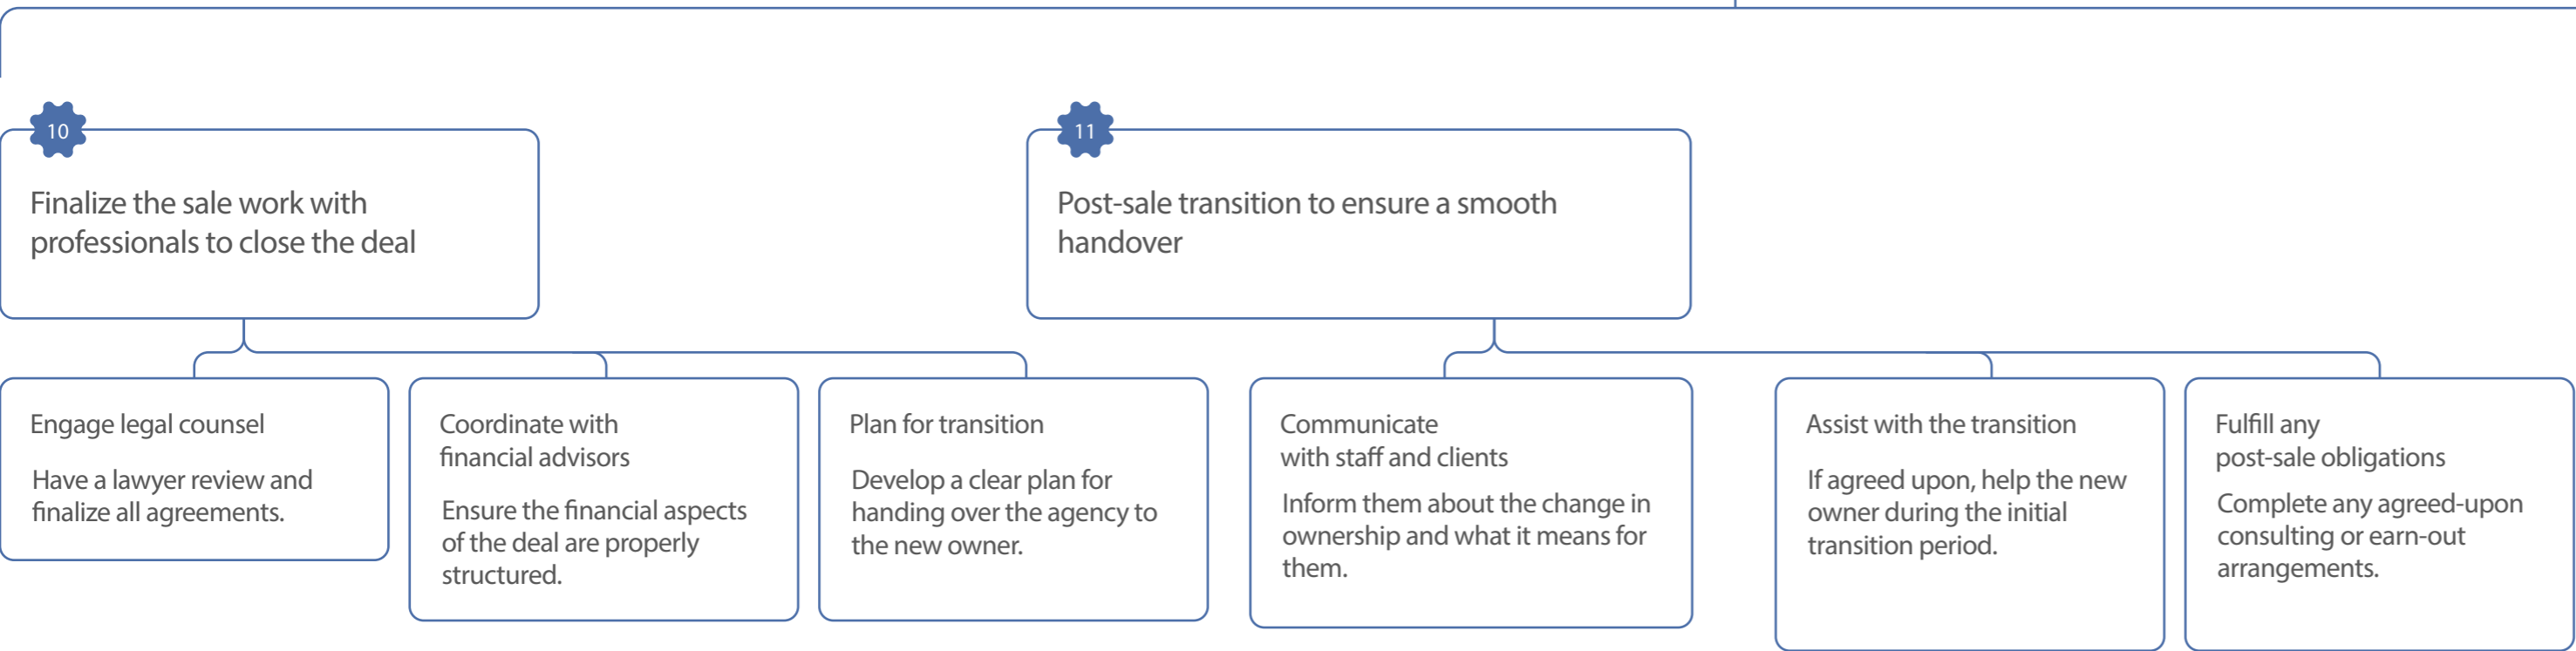 10
Finalize the sale work with
professionals to close the deal
11
Post-sale transition to ensure a smooth
handover
Engage legal counsel
Have a lawyer review and
finalize all agreements.
Coordinate with
financial advisors
Ensure the financial aspects
of the deal are properly
structured.
Plan for transition
Develop a clear plan for
handing over the agency to
the new owner.
Communicate
with staff and clients
Inform them about the change in
ownership and what it means for
them.
Assist with the transition
If agreed upon, help the new
owner during the initial
transition period.
Fulfill any
post-sale obligations
Complete any agreed-upon
consulting or earn-out
arrangements.